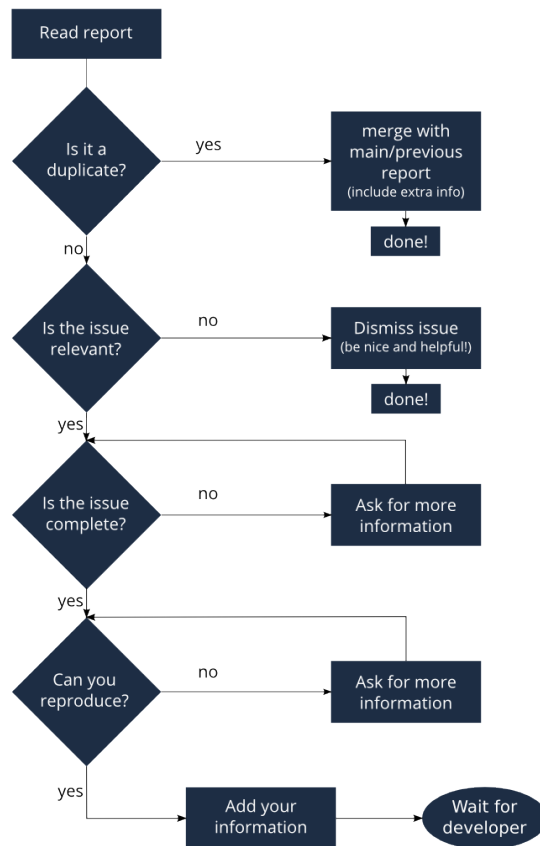 Read report
Is it a
duplicate?
yes
merge with
main/previous
report
(include extra info)
done!
no
Is the issue
relevant?
no
Dismiss issue
(be nice and helpful!)
done!
yes
Is the issue
complete?
no
Ask for more
information
yes
Can you
reproduce?
no
Ask for more
information
yes
Add your
information
Wait for
developer